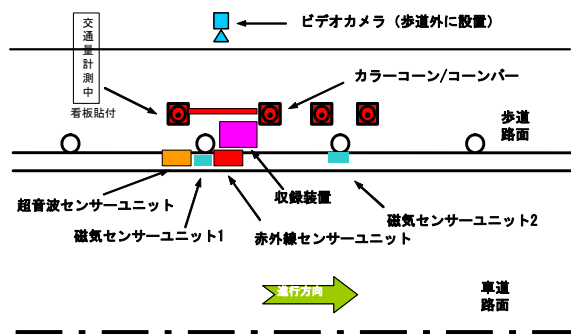 交通量計測中
ビデオカメラ（歩道外に設置）
カラーコーン/コーンバー
看板貼付
歩道
路面
超音波センサーユニット
収録装置
磁気センサーユニット2
磁気センサーユニット1
赤外線センサーユニット
進行方向
車道
路面